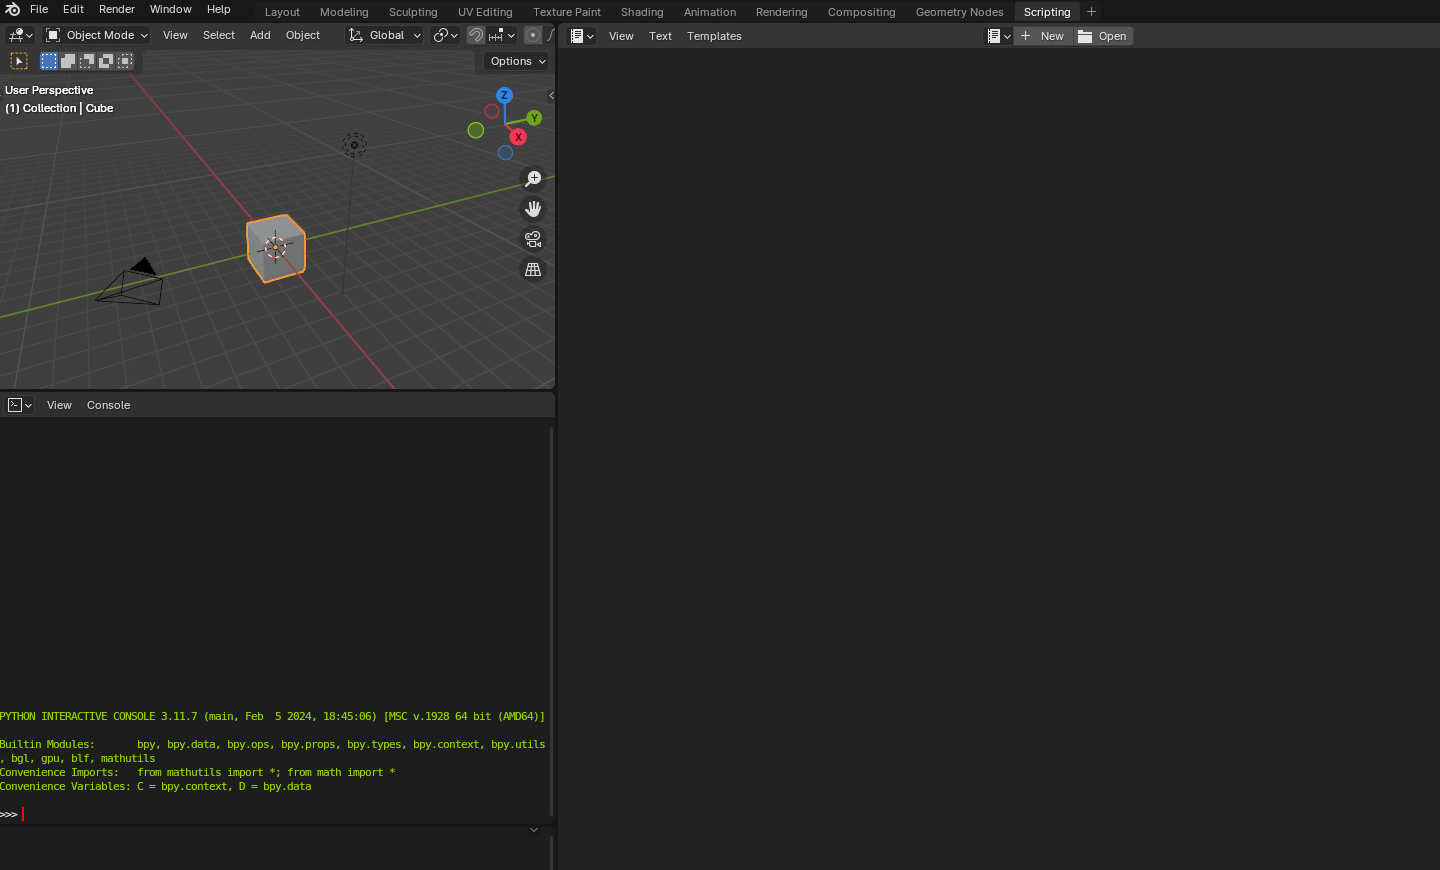 File Edit Render Window Help Layout Modeling Sculpting UV Editing Texture Paint Shading Animation Rendering Compositing Geometry Nodes Scripting
Object Mode View Select Add Object Global
View Text Templates New Open
Options
User Perspective
(1) Collection | Cube
Z
Y
X
View Console
PYTHON INTERACTIVE CONSOLE 3.11.7 (main, Feb  5 2024, 18:45:06) [MSC v.1928 64 bit (AMD64)]
Builtin Modules:       bpy, bpy.data, bpy.ops, bpy.props, bpy.types, bpy.context, bpy.utils
, bgl, gpu, blf, mathutils
Convenience Imports:   from mathutils import *; from math import *
Convenience Variables: C = bpy.context, D = bpy.data
>>>